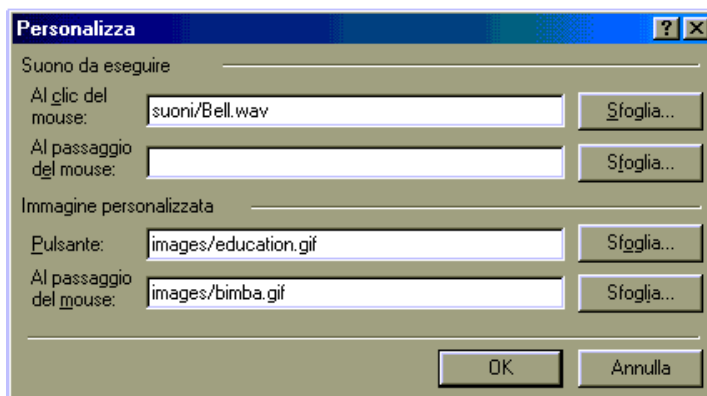 Personalizza
Suono da eseguire
Al clic del
mouse:
suoni/Bell.wav
Sfoglia...
Al passaggio
del mouse:
Sfoglia...
Immagine personalizzata
Pulsante:
images/education.gif
Sfoglia...
Al passaggio
del mouse:
images/bimba.gif
Sfoglia...
OK
Annulla